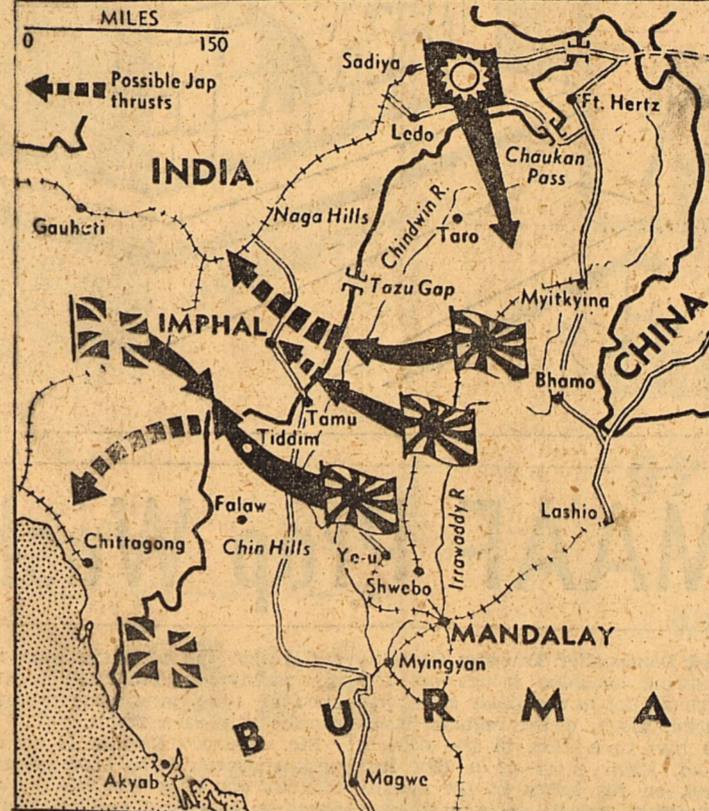 MILES
0 150
Possible Jap
thrusts
Sadiya
Ledo
Ft. Hertz
Chaukan
Pass
INDIA
Naga Hills
Chindwin R.
Taro
Gauhati
Tazu Gap
Myitkyina
IMPHAL
CHINA
Bhamo
Tamu
Tiddim
Falaw
Lashio
Chittagong
Chin Hills
Ye-u
Irrawaddy R
Shwebo
MANDALAY
Myingyan
BURMA
Akyab
Magwe